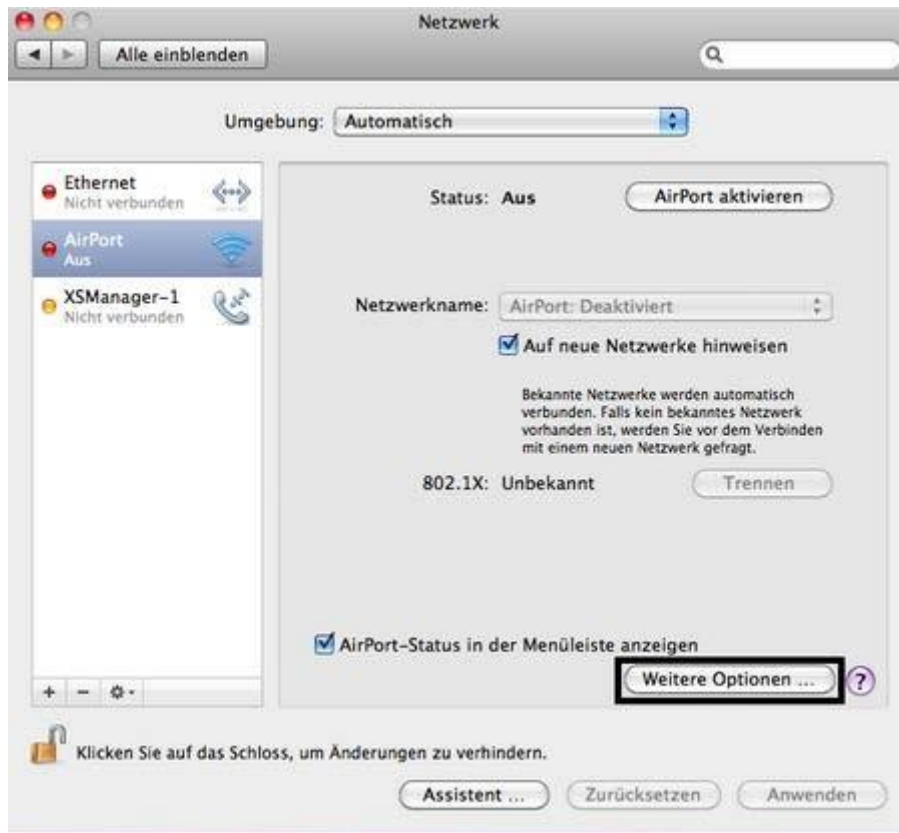 Netzwerk
Alle einblenden
Umgebung: Automatisch
Ethernet
Nicht verbunden
AirPort
Aus
XSManager-1
Nicht verbunden
Status: Aus
AirPort aktivieren
Netzwerkname: AirPort: Deaktiviert
Auf neue Netzwerke hinweisen
Bekannte Netzwerke werden automatisch
verbunden. Falls kein bekanntes Netzwerk
vorhanden ist, werden Sie vor dem Verbinden
mit einem neuen Netzwerk gefragt.
802.1X: Unbekannt
Trennen
AirPort-Status in der Menüleiste anzeigen
Weitere Optionen ...
?
Klicken Sie auf das Schloss, um Änderungen zu verhindern.
Assistent ...
Zurücksetzen
Anwenden